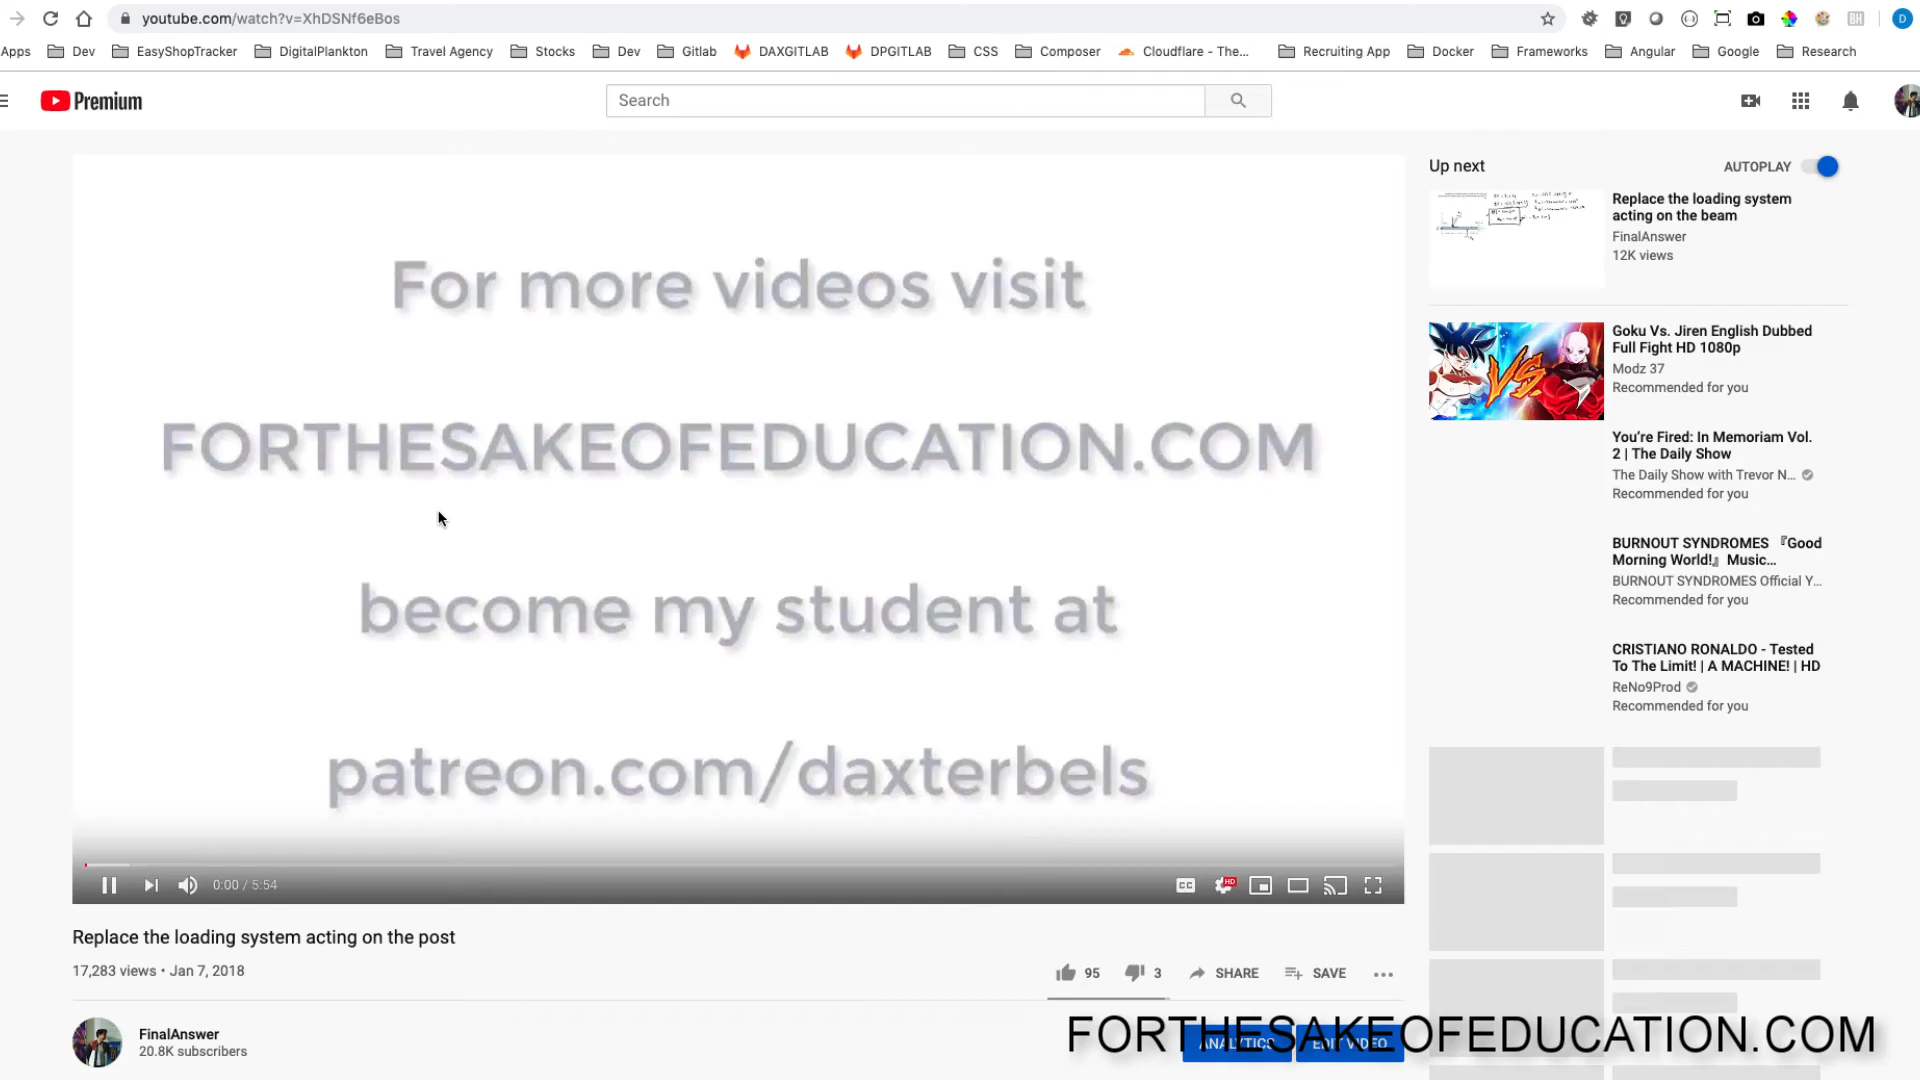 youtube.com/watch?v=XhDSNf6eBos
Apps Dev EasyShopTracker DigitalPlankton Travel Agency Stocks Dev Gitlab DAXGITLAB DPGITLAB CSS Composer Cloudflare - The... Recruiting App Docker Frameworks Angular Google Research
Premium
Search
For more videos visit
FORTHESAKEOFEDUCATION.COM
become my student at
patreon.com/daxterbels
0:00 / 5:54
CC
HD
Replace the loading system acting on the post
17,283 views • Jan 7, 2018
95 3 SHARE SAVE
FinalAnswer
20.8K subscribers
ANALYTICS EDIT VIDEO
Up next
AUTOPLAY
Replace the loading system
acting on the beam
FinalAnswer
12K views
VS.
Goku Vs. Jiren English Dubbed
Full Fight HD 1080p
Modz 37
Recommended for you
You're Fired: In Memoriam Vol.
2 | The Daily Show
The Daily Show with Trevor N...
Recommended for you
BURNOUT SYNDROMES 『Good
Morning World!』 Music...
BURNOUT SYNDROMES Official Y...
Recommended for you
CRISTIANO RONALDO - Tested
To The Limit! | A MACHINE! | HD
ReNo9Prod
Recommended for you
FORTHESAKEOFEDUCATION.COM